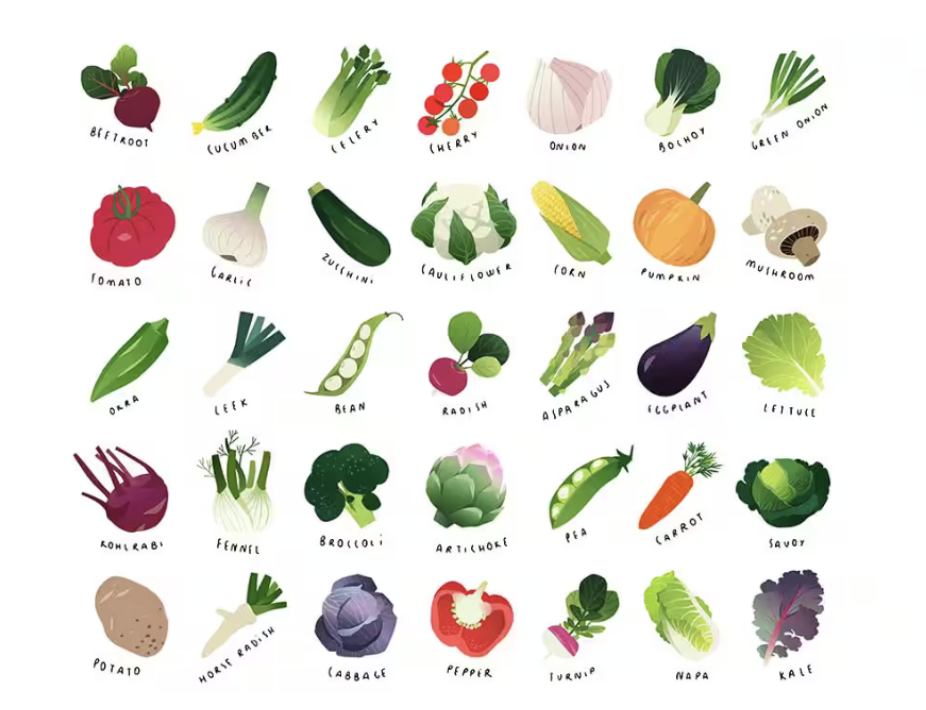 BEETROOT
CUCUMBER
CELERY
CHERRY
ONION
BOCHOY
GREEN ONION
TOMATO
GARLIC
ZUCCHINI
CAULIFLOWER
CORN
PUMPKIN
MUSHROOM
OKRA
LEEK
BEAN
RADISH
ASPARAGUS
EGGPLANT
LETTUCE
KOHLRABI
FENNEL
BROCCOLI
ARTICHOKE
PEA
CARROT
SAVOY
POTATO
HORSE RADISH
CABBAGE
PEPPER
TURNIP
NAPA
KALE